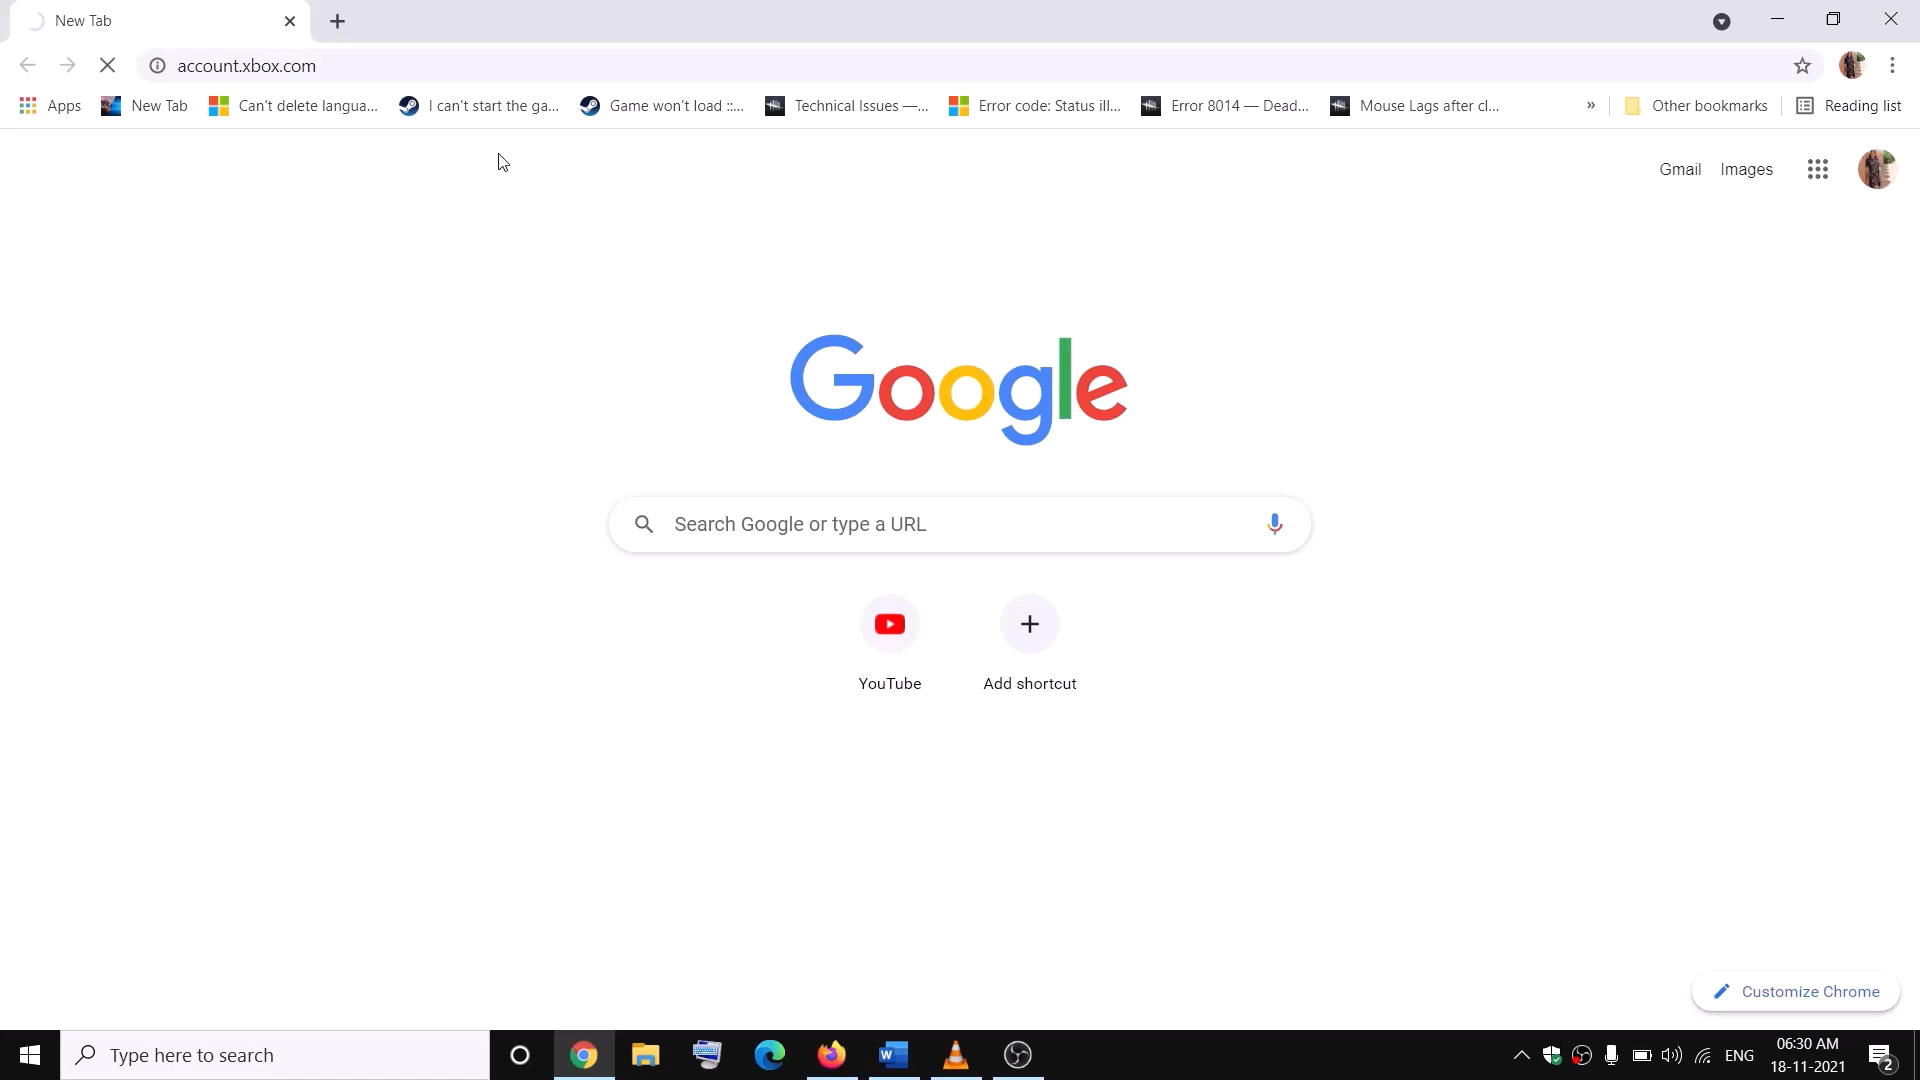 New Tab
account.xbox.com
Apps New Tab Can't delete langua... I can't start the ga... Game won't load ::... Technical Issues —... Error code: Status ill... Error 8014 — Dead... Mouse Lags after cl... » Other bookmarks Reading list
Gmail Images
Google
Search Google or type a URL
YouTube Add shortcut
Customize Chrome
Type here to search
W
ENG
06:30 AM
18-11-2021
2